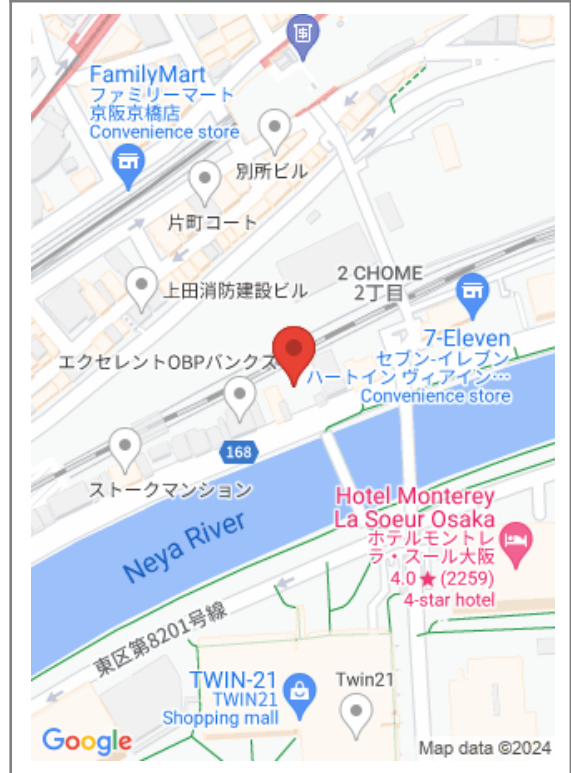 FamilyMart
ファミリーマート
京阪京橋店
Convenience store
別所ビル
片町コート
2 CHOME
2丁目
上田消防建設ビル
7-Eleven
セブン-イレブン
ハートイン ヴィアイン…
Convenience store
エクセレントOBPバンクス
168
ストークマンション
Neya River
Hotel Monterey
La Soeur Osaka
ホテルモントレ
ラ・スール大阪
4.0 ★ (2259)
4-star hotel
東区第8201号線
TWIN-21
TWIN21
Shopping mall
Twin21
Google
Map data ©2024